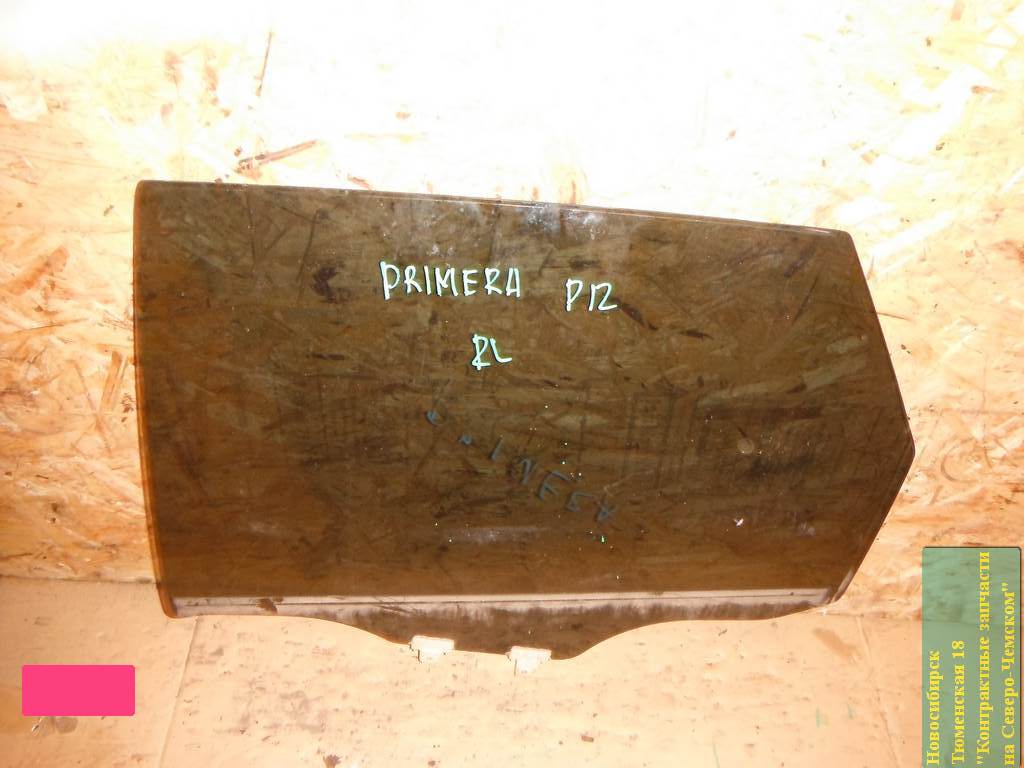 PRIMERA P12
RL
Новосибирск
Тюменская 18
"Контрактные запчасти
на Северо-Чемском"